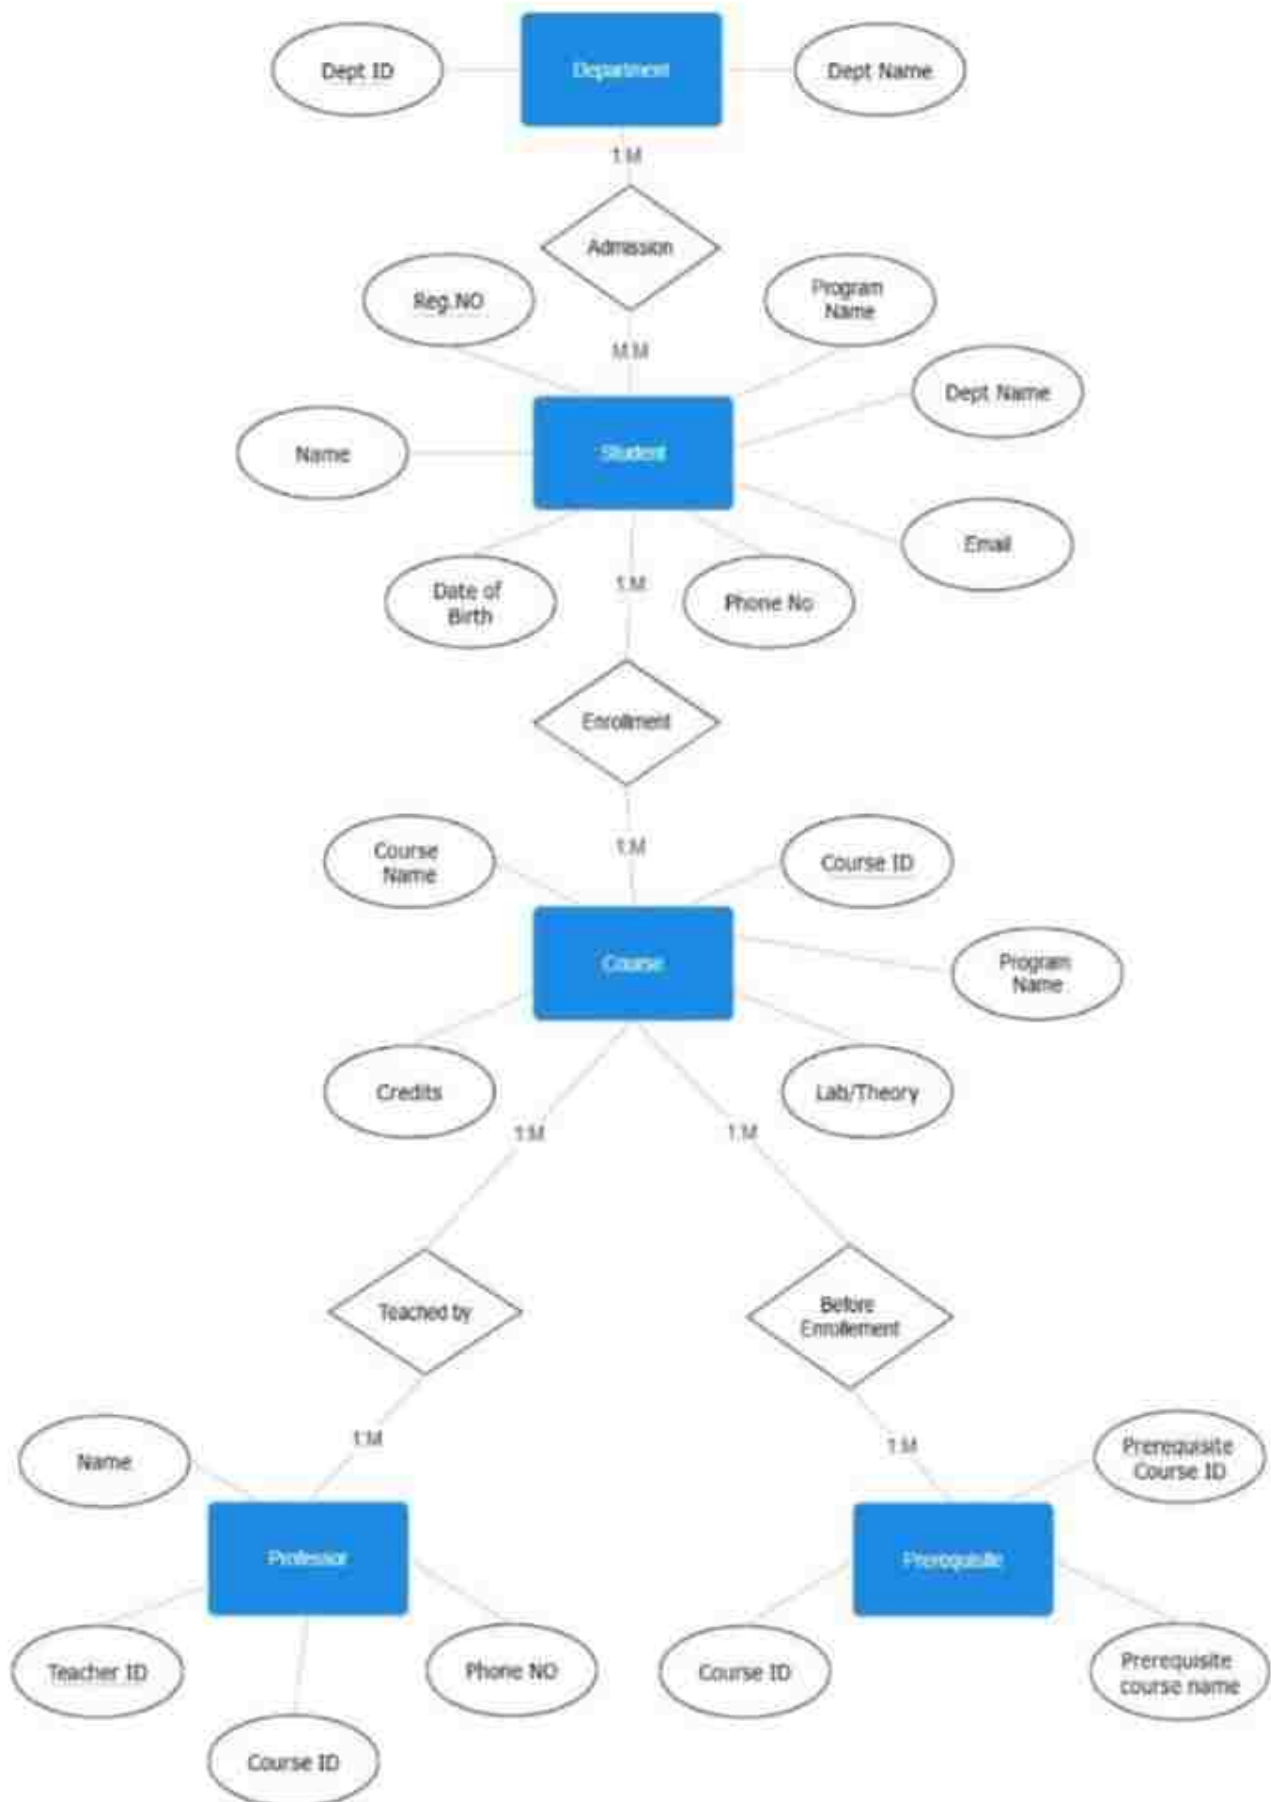 Dept ID
Department
Dept Name
1:M
Admission
Reg.NO
Program
Name
M:M
Dept Name
Name
Student
Email
Date of
Birth
1:M
Phone No
Enrollment
Course
Name
1:M
Course ID
Course
Program
Name
Credits
Lab/Theory
1:M
1:M
Teached by
Before
Enrollement
1:M
1:M
Name
Prerequisite
Course ID
Professor
Prerequisite
Teacher ID
Phone NO
Course ID
Prerequisite
course name
Course ID